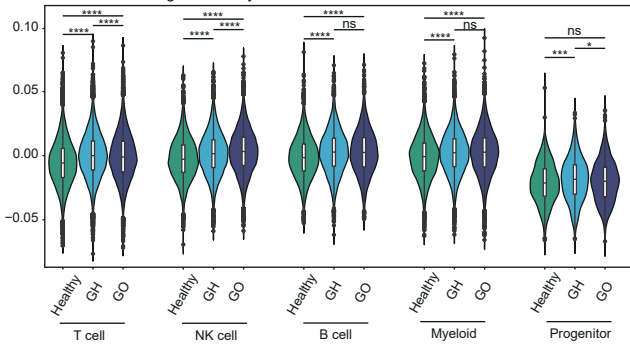 0.10
0.05
0.00
−0.05
**** **** **** **** ns
**** **** ns ns
**** **** **** **** *** *
Healthy GH GO Healthy GH GO Healthy GH GO Healthy GH GO Healthy GH GO
T cell NK cell B cell Myeloid Progenitor